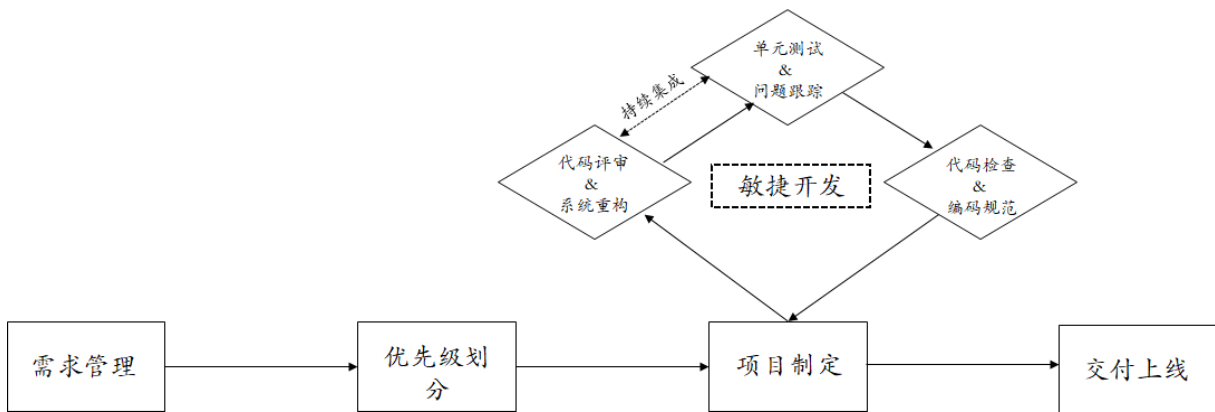 单元测试
&
问题跟踪
持续集成
代码评审
&
系统重构
敏捷开发
代码检查
&
编码规范
需求管理
优先级划
分
项目制定
交付上线